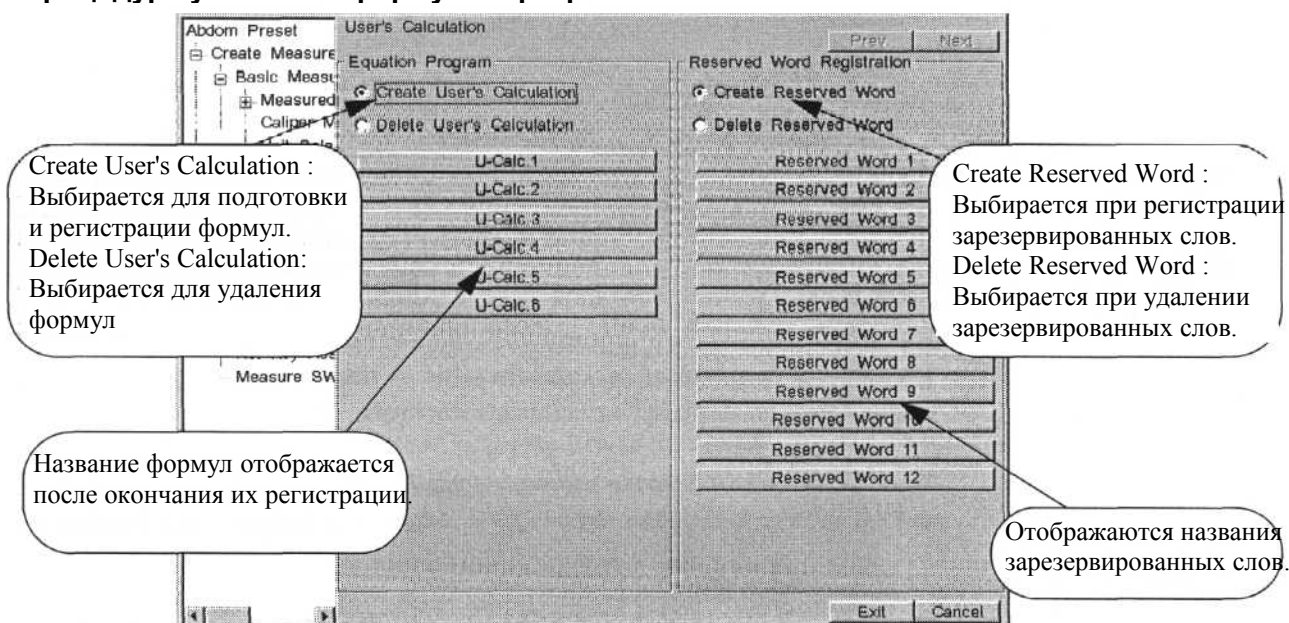 Abdom Preset
Create Measure
Basic Measu
Measured
Caliper M
Measure SW
User's Calculation
Prev.
Next
Equation Program
Create User's Calculation
Delete User's Calculation
U-Calc.1
U-Calc.2
U-Calc.3
U-Calc.4
U-Calc.5
U-Calc.6
Reserved Word Registration
Create Reserved Word
Delete Reserved Word
Reserved Word 1
Reserved Word 2
Reserved Word 3
Reserved Word 4
Reserved Word 5
Reserved Word 6
Reserved Word 7
Reserved Word 8
Reserved Word 9
Reserved Word 10
Reserved Word 11
Reserved Word 12
Exit
Cancel
Create User's Calculation :
Выбирается для подготовки
и регистрации формул.
Delete User's Calculation:
Выбирается для удаления
формул
Название формул отображается
после окончания их регистрации.
Create Reserved Word :
Выбирается при регистрации
зарезервированных слов.
Delete Reserved Word :
Выбирается при удалении
зарезервированных слов.
Отображаются названия
зарезервированных слов.